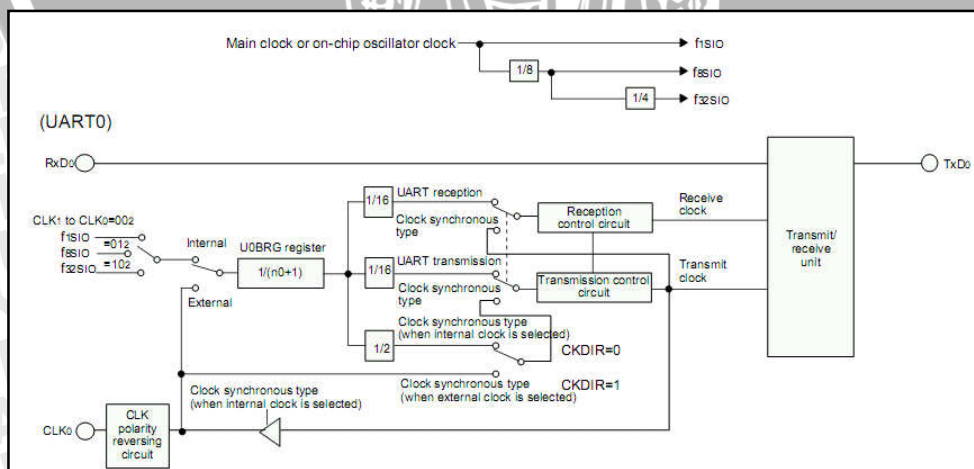 Main clock or on-chip oscillator clock
f1SIO
1/8
f8SIO
1/4
f32SIO
(UART0)
RxD0
TxD0
1/16
UART reception
Clock synchronous
type
Reception
control circuit
Receive
clock
Transmit/
receive
unit
CLK1 to CLK0=002
f1SIO
=012
f8SIO
=102
f32SIO
Internal
External
U0BRG register
1/(n0+1)
1/16
UART transmission
Clock synchronous
type
Transmission control
circuit
Transmit
clock
Clock synchronous type
(when internal clock is selected)
1/2
CKDIR=0
Clock synchronous type
(when external clock is selected)
CKDIR=1
Clock synchronous type
(when internal clock is selected)
CLK0
CLK
polarity
reversing
circuit